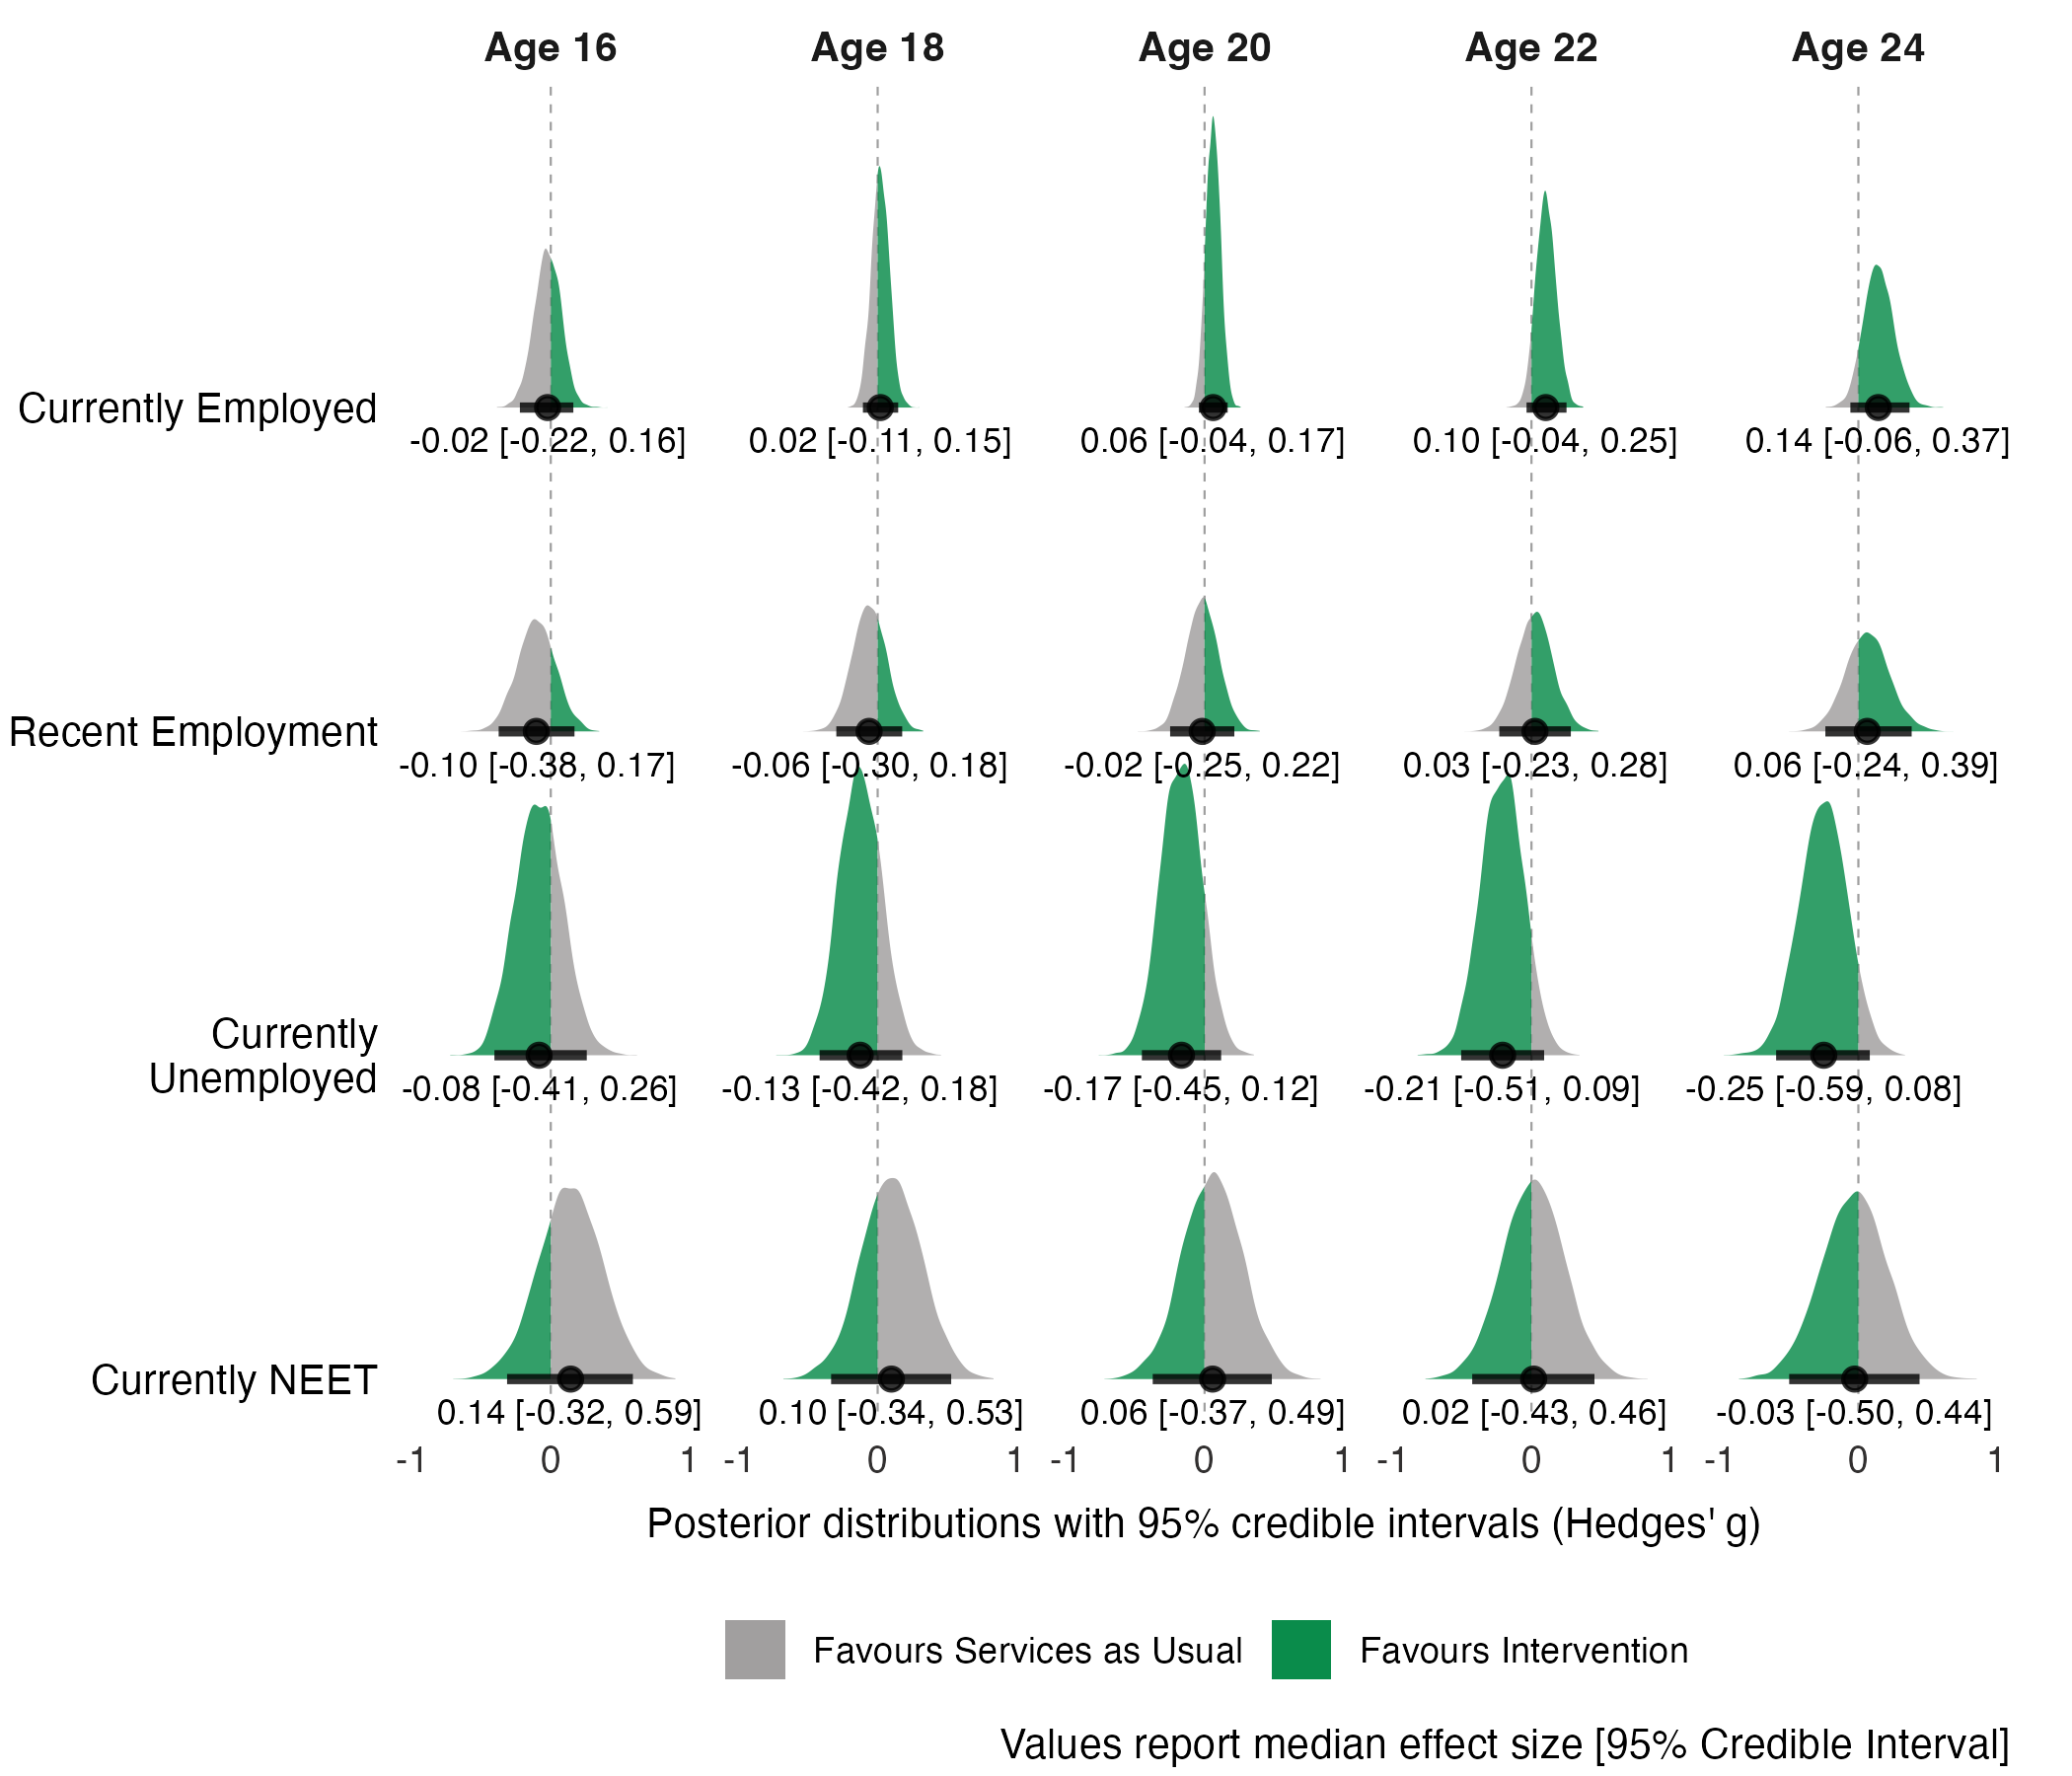 Age 16 Age 18 Age 20 Age 22 Age 24
Currently Employed
-0.02 [-0.22, 0.16] 0.02 [-0.11, 0.15] 0.06 [-0.04, 0.17] 0.10 [-0.04, 0.25] 0.14 [-0.06, 0.37]
Recent Employment
-0.10 [-0.38, 0.17] -0.06 [-0.30, 0.18] -0.02 [-0.25, 0.22] 0.03 [-0.23, 0.28] 0.06 [-0.24, 0.39]
Currently
Unemployed
-0.08 [-0.41, 0.26] -0.13 [-0.42, 0.18] -0.17 [-0.45, 0.12] -0.21 [-0.51, 0.09] -0.25 [-0.59, 0.08]
Currently NEET
0.14 [-0.32, 0.59] 0.10 [-0.34, 0.53] 0.06 [-0.37, 0.49] 0.02 [-0.43, 0.46] -0.03 [-0.50, 0.44]
-1 0 1 -1 0 1 -1 0 1 -1 0 1 -1 0 1
Posterior distributions with 95% credible intervals (Hedges' g)
Favours Services as Usual Favours Intervention
Values report median effect size [95% Credible Interval]